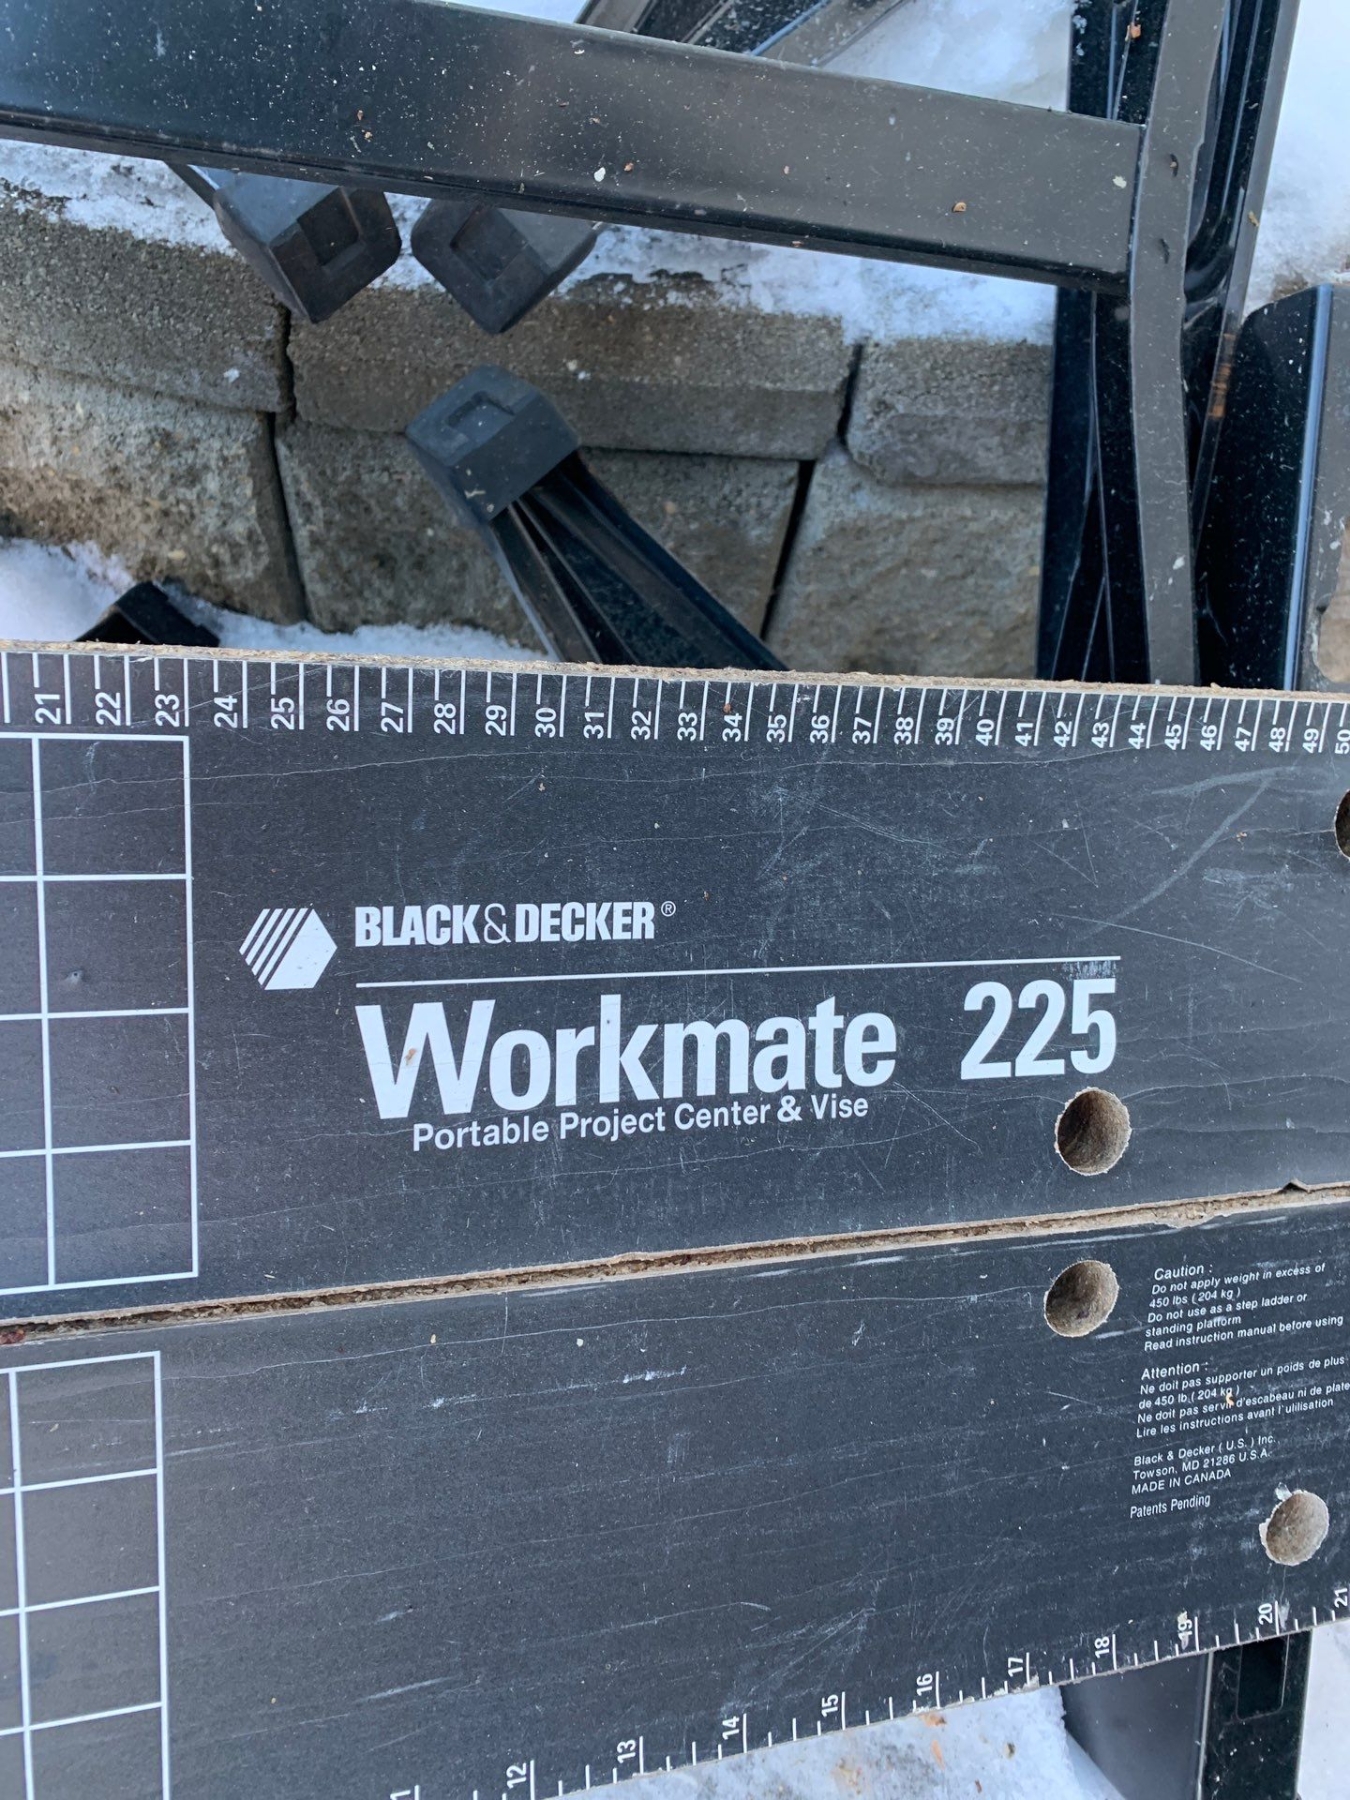 21 22 23 24 25 26 27 28 29 30 31 32 33 34 35 36 37 38 39 40 41 42 43 44 45 46 47 48 49 50
BLACK&DECKER®
Workmate 225
Portable Project Center & Vise
Caution :
Do not apply weight in excess of
450 lbs ( 204 kg )
Do not use as a step ladder or
standing platform
Read instruction manual before using
Attention :
Ne doit pas supporter un poids de plus
de 450 lb ( 204 kg )
Ne doit pas servir d'escabeau ni de plate
Lire les instructions avant l'ulilisation
Black & Decker ( U.S. ) Inc.
Towson, MD 21286 U.S.A.
MADE IN CANADA
Patents Pending
11 12 13 14 15 16 17 18 19 20 21